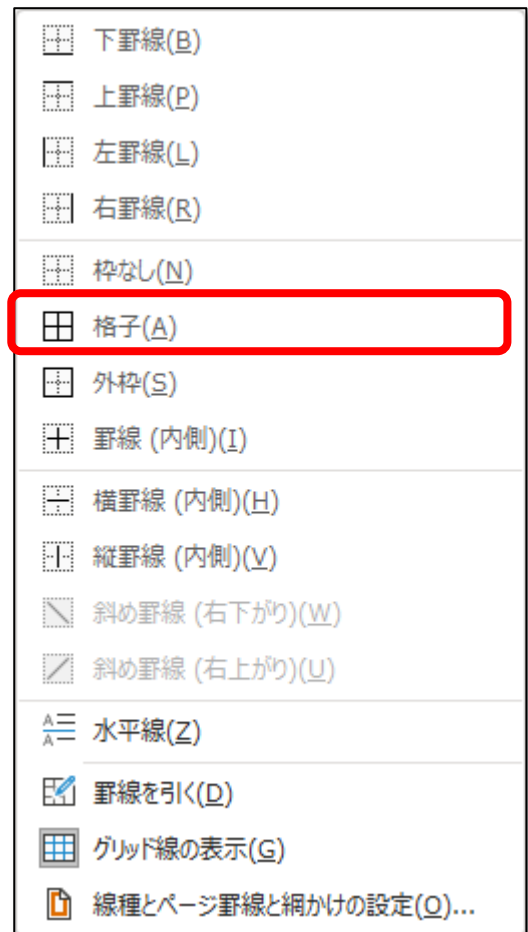 下罫線(B)
上罫線(P)
左罫線(L)
右罫線(R)
枠なし(N)
格子(A)
外枠(S)
罫線 (内側)(I)
横罫線 (内側)(H)
縦罫線 (内側)(V)
斜め罫線 (右下がり)(W)
斜め罫線 (右上がり)(U)
水平線(Z)
罫線を引く(D)
グリッド線の表示(G)
線種とページ罫線と網かけの設定(O)...